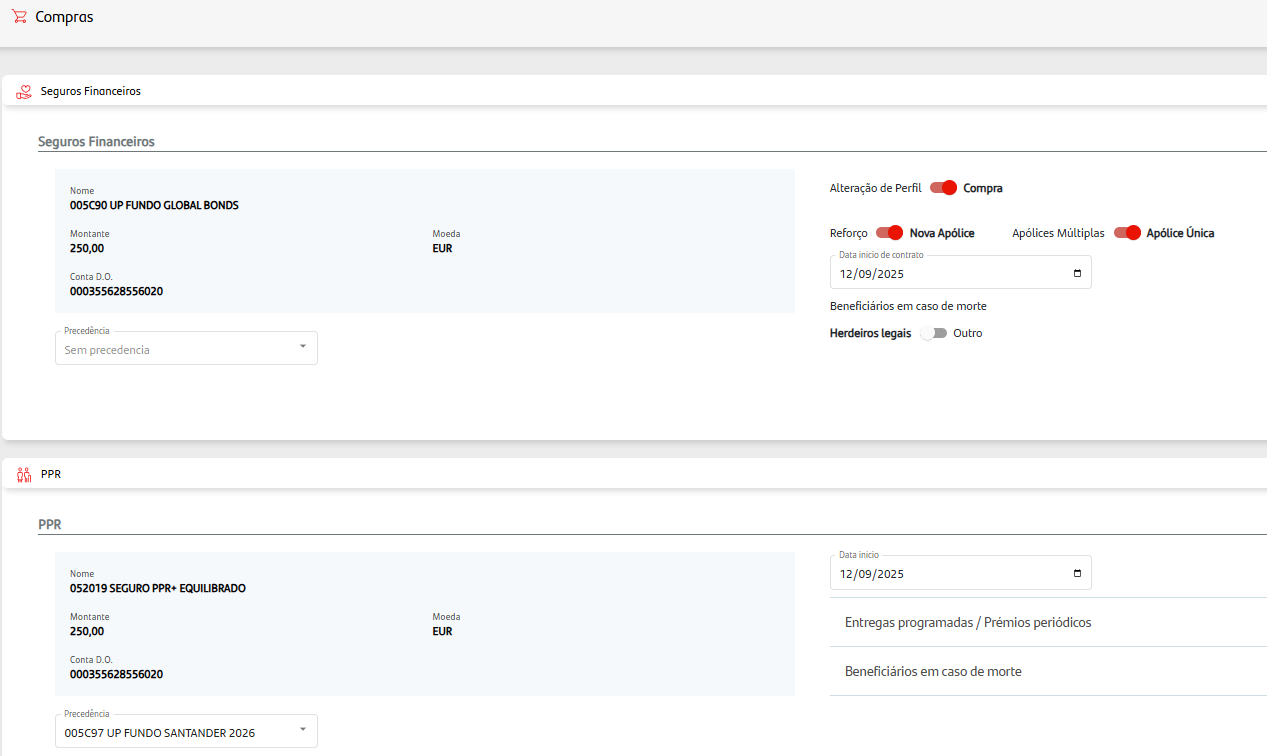 Compras
Seguros Financeiros
Seguros Financeiros
Nome
005C90 UP FUNDO GLOBAL BONDS
Montante Moeda
250,00 EUR
Conta D.O.
000355628556020
Precedência
Sem precedencia
Alteração de Perfil Compra
Reforço Nova Apólice Apólices Múltiplas Apólice Única
Data inicio de contrato
12/09/2025
Beneficiários em caso de morte
Herdeiros legais Outro
PPR
PPR
Nome
052019 SEGURO PPR+ EQUILIBRADO
Montante Moeda
250,00 EUR
Conta D.O.
000355628556020
Precedência
005C97 UP FUNDO SANTANDER 2026
Data inicio
12/09/2025
Entregas programadas / Prémios periódicos
Beneficiários em caso de morte